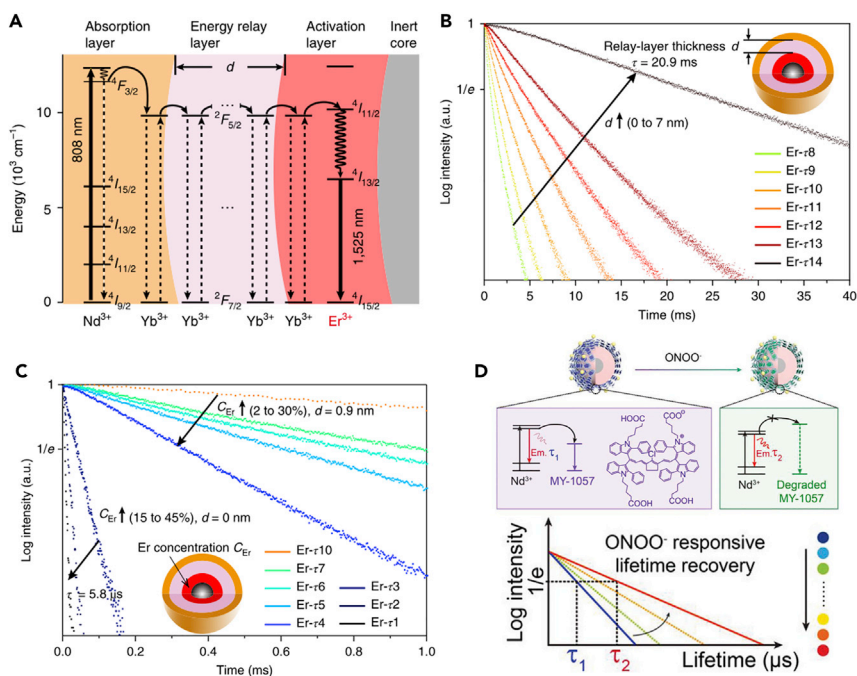 A
Absorption
layer
Energy relay
layer
Activation
layer
Inert
core
d
Energy (10³ cm⁻¹)
10
5
0
808 nm
⁴F₃/₂
⁴I₁₅/₂
⁴I₁₃/₂
⁴I₁₁/₂
⁴I₉/₂
...
²F₅/₂
...
²F₇/₂
⁴I₁₁/₂
⁴I₁₃/₂
1,525 nm
⁴I₁₅/₂
Nd³⁺ Yb³⁺ Yb³⁺ Yb³⁺ Yb³⁺ Er³⁺
B
Log intensity (a.u.)
1
1/e
Relay-layer thickness
τ = 20.9 ms
d
d ↑ (0 to 7 nm)
Er-τ8
Er-τ9
Er-τ10
Er-τ11
Er-τ12
Er-τ13
Er-τ14
0 5 10 15 20 25 30 35 40
Time (ms)
C
Log intensity (a.u.)
1
1/e
C_Er ↑ (2 to 30%), d = 0.9 nm
C_Er ↑ (15 to 45%), d = 0 nm
Er concentration C_Er
τ = 5.8 μs
Er-τ10
Er-τ7
Er-τ6
Er-τ5
Er-τ4
Er-τ3
Er-τ2
Er-τ1
0.0 0.2 0.4 0.6 0.8 1.0
Time (ms)
D
ONOO⁻
Em. τ₁
Nd³⁺
MY-1057
HOOC
COO⊖
N
N⊕
N
N
COOH
COOH
Em. τ₂
Nd³⁺
Degraded
MY-1057
Log intensity
1/e
ONOO⁻ responsive
lifetime recovery
τ₁
τ₂
Lifetime (μs)